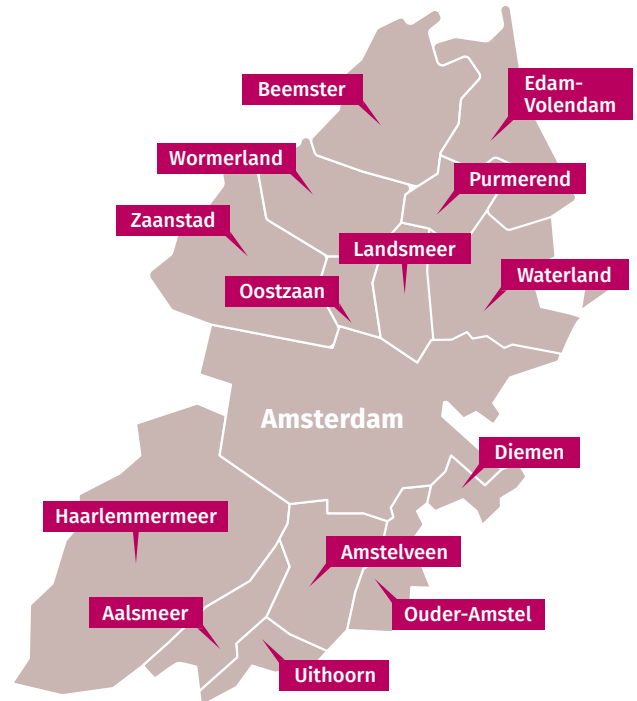 Beemster
Edam-
Volendam
Wormerland
Purmerend
Zaanstad
Landsmeer
Waterland
Oostzaan
Amsterdam
Diemen
Haarlemmermeer
Amstelveen
Aalsmeer
Ouder-Amstel
Uithoorn